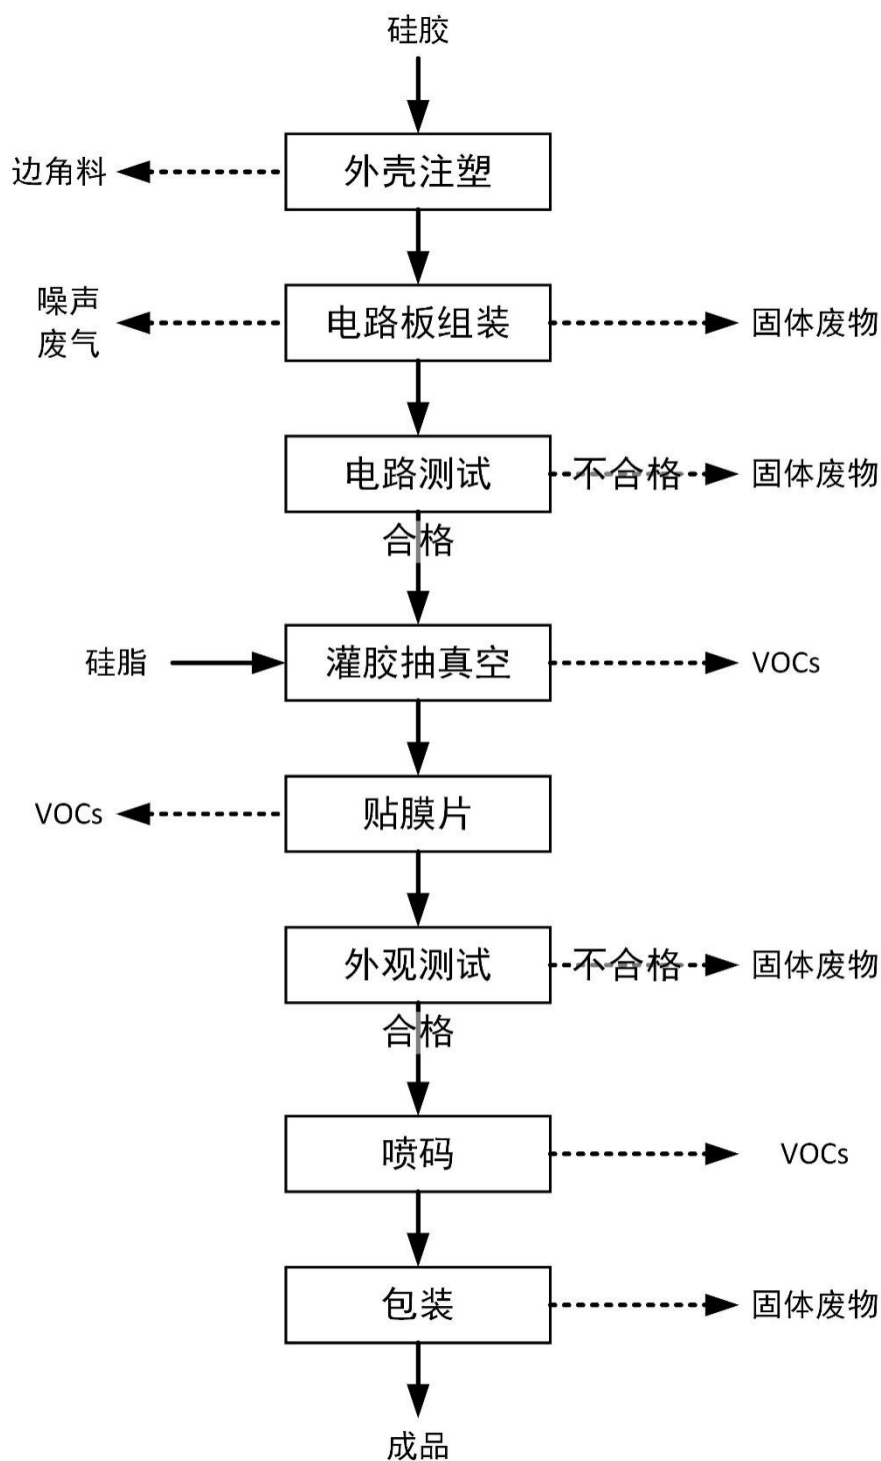 硅胶
边角料
外壳注塑
噪声
废气
电路板组装
固体废物
电路测试
不合格
固体废物
合格
硅脂
灌胶抽真空
VOCs
VOCs
贴膜片
外观测试
不合格
固体废物
合格
喷码
VOCs
包装
固体废物
成品